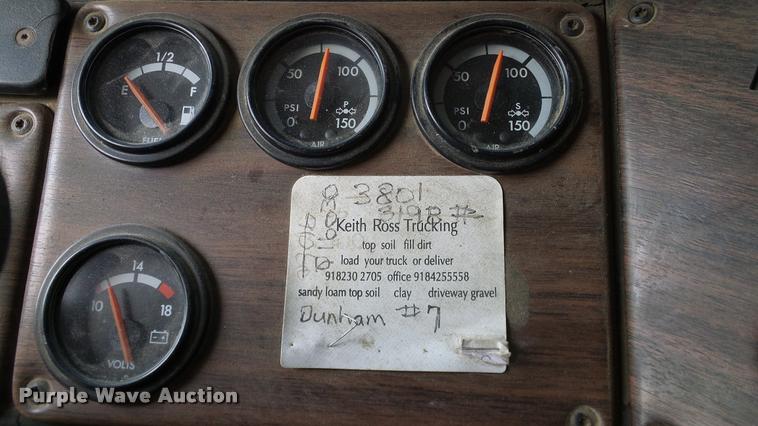 1/2
E F
FUEL
50 100
PSI P
0 150
AIR
50 100
PSI S
0 150
AIR
14
10 18
VOLTS
3801
319B #
Keith Ross Trucking
top soil fill dirt
load your truck or deliver
918230 2705 office 9184255558
sandy loam top soil clay driveway gravel
Dunham #7
Purple Wave Auction